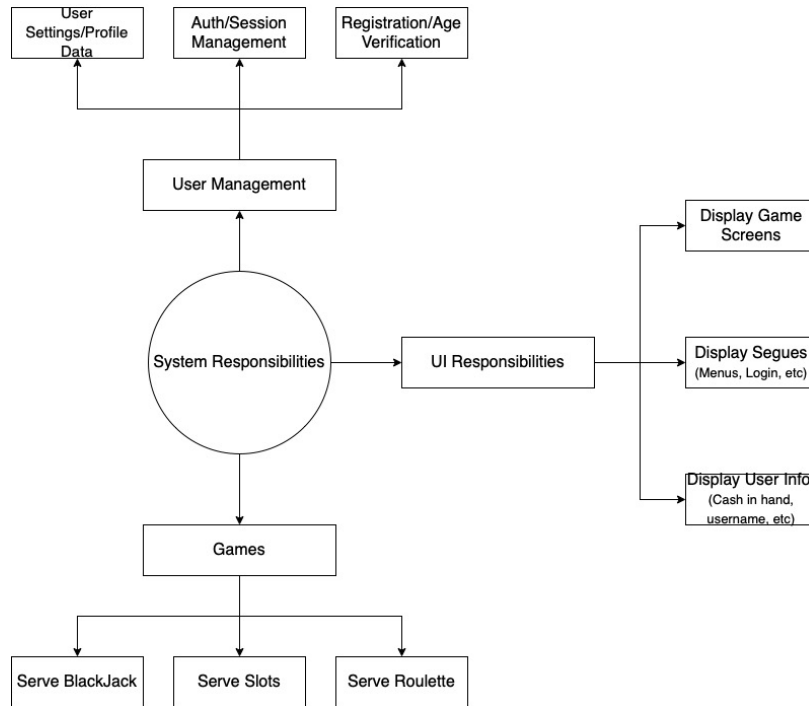 User
Settings/Profile
Data
Auth/Session
Management
Registration/Age
Verification
User Management
Display Game
Screens
System Responsibilities
UI Responsibilities
Display Segues
(Menus, Login, etc)
Display User Info
(Cash in hand,
username, etc)
Games
Serve BlackJack
Serve Slots
Serve Roulette